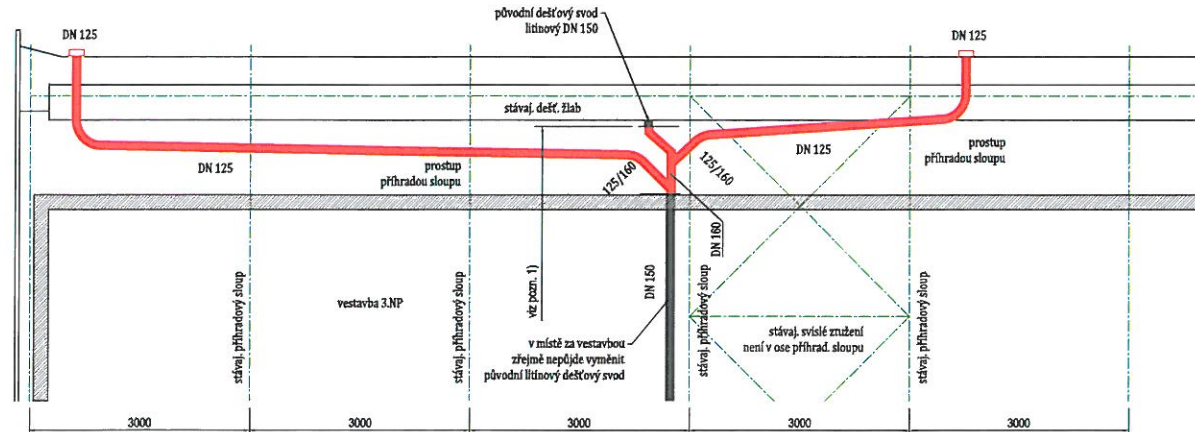 původní dešťový svod
litinový DN 150
DN 125
DN 125
stávaj. dešť. žlab
DN 125
prostup
příhradou sloupu
125/160
125/160
DN 125
prostup
příhradou sloupu
DN 160
DN 150
viz pozn. 1)
vestavba 3.NP
stávaj. příhradový sloup
stávaj. příhradový sloup
stávaj. příhradový sloup
stávaj. příhradový sloup
v místě za vestavbou
zřejmě nepůjde vyměnit
původní litinový dešťový svod
stávaj. svislé ztužení
není v ose příhrad. sloupu
3000
3000
3000
3000
3000